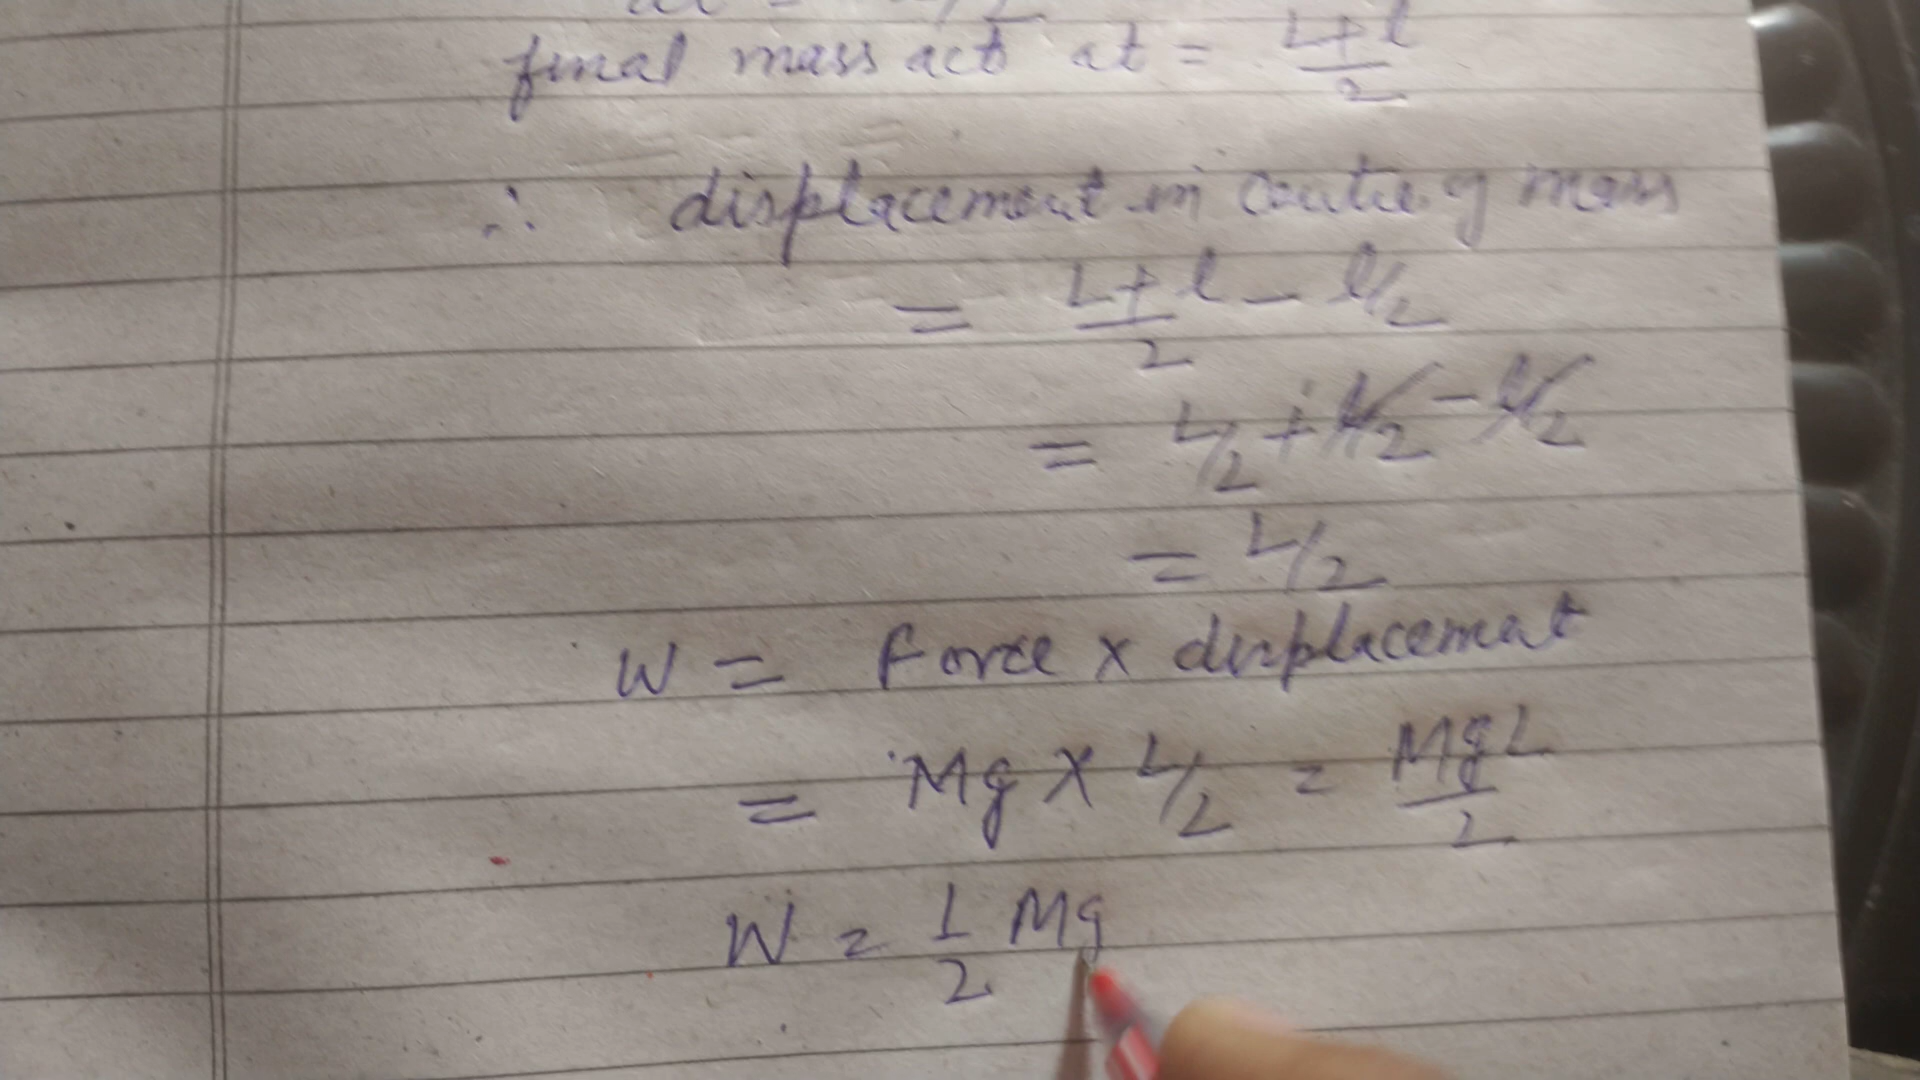 final mass act at = L+l/2
∴ displacement in centre of mass
= L+l/2 - l/2
= L/2 + l/2 - l/2
= L/2
W = Force × displacement
= Mg × L/2 = MgL/2
W = 1/2 Mg